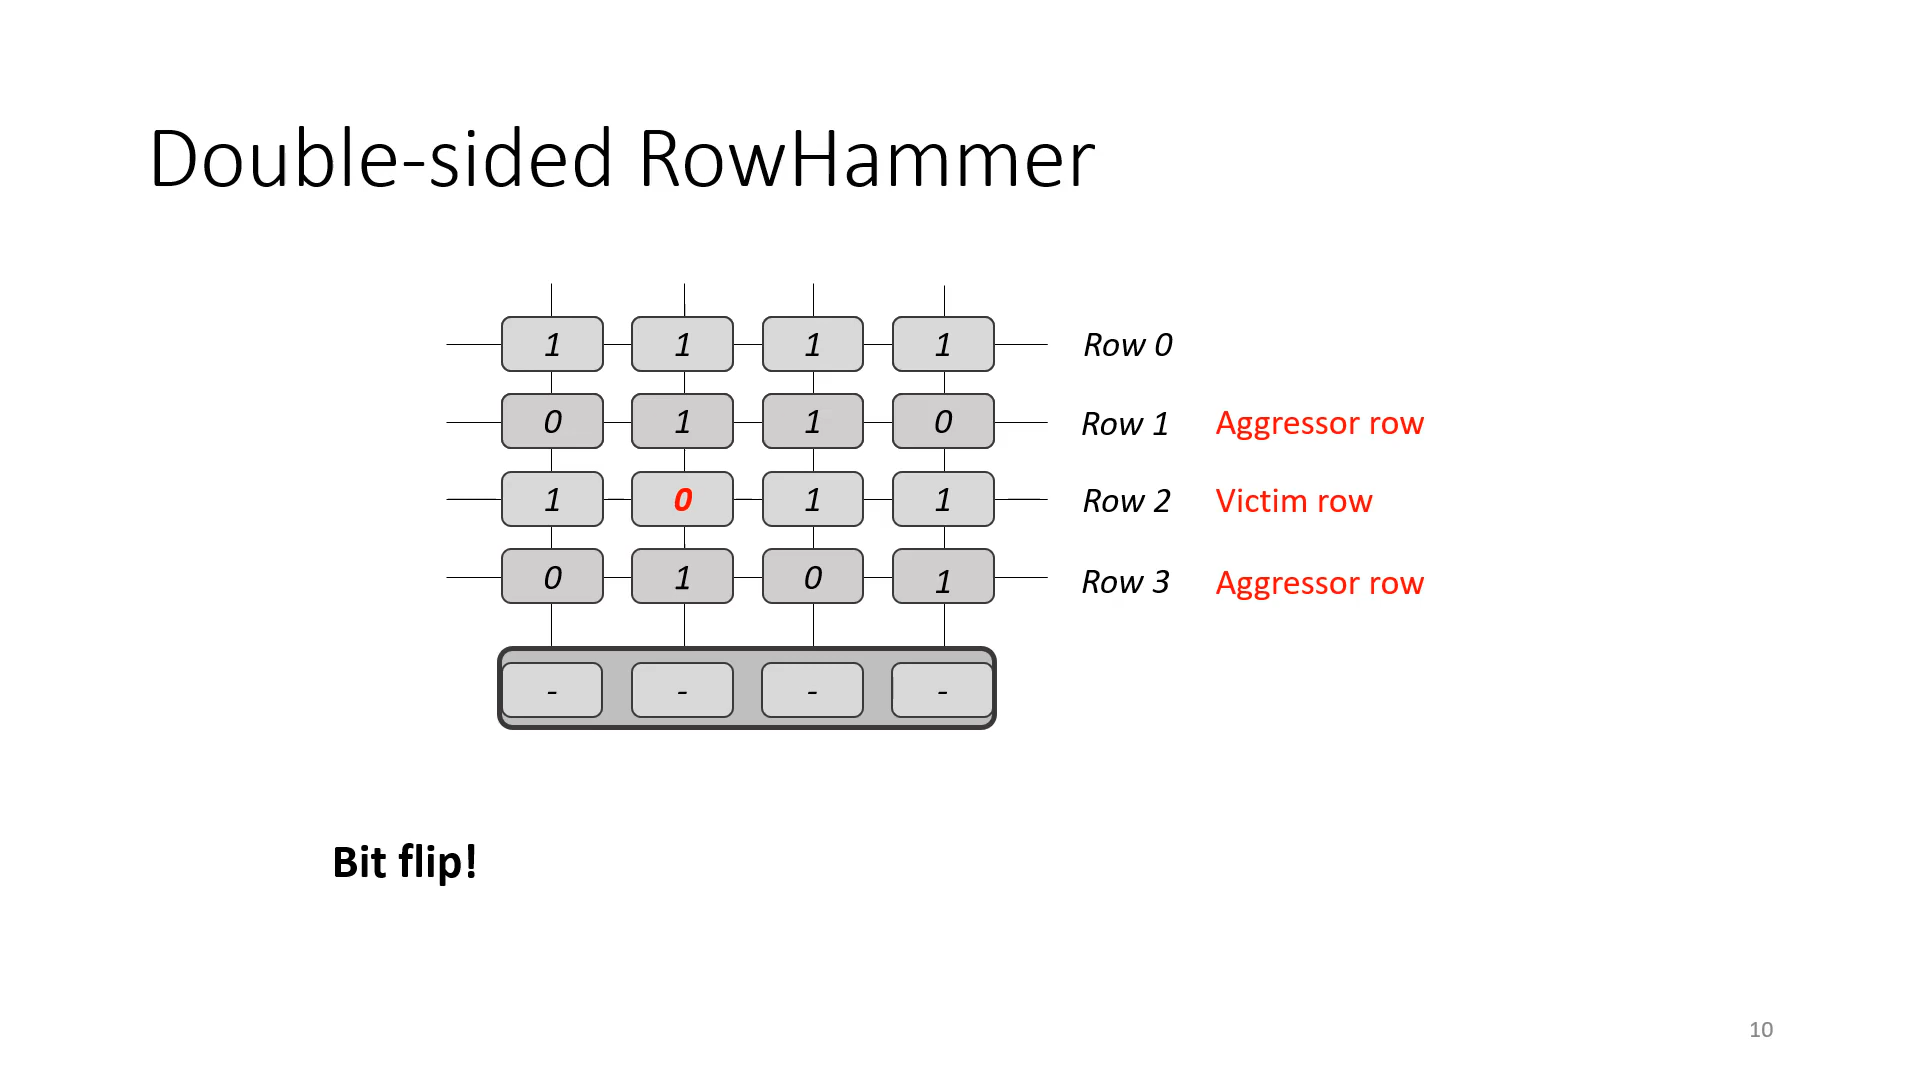 Double-sided RowHammer
1 1 1 1 Row 0
0 1 1 0 Row 1 Aggressor row
1 0 1 1 Row 2 Victim row
0 1 0 1 Row 3 Aggressor row
- - - -
Bit flip!
10